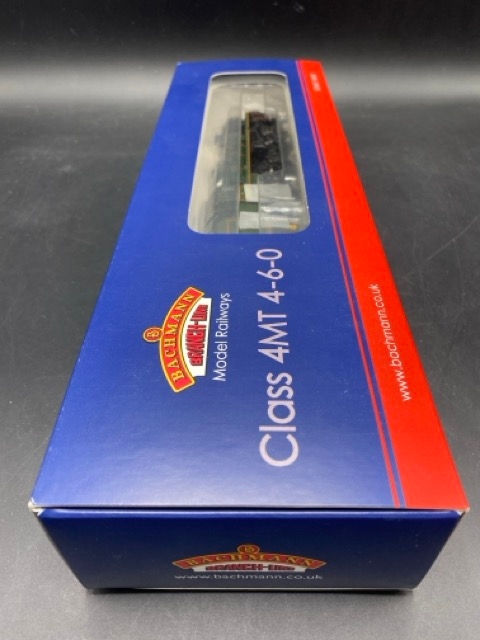 BACHMANN
BRANCH-LINE
Model Railways
Class 4MT 4-6-0
www.bachmann.co.uk
BACHMANN
BRANCH-LINE
www.bachmann.co.uk